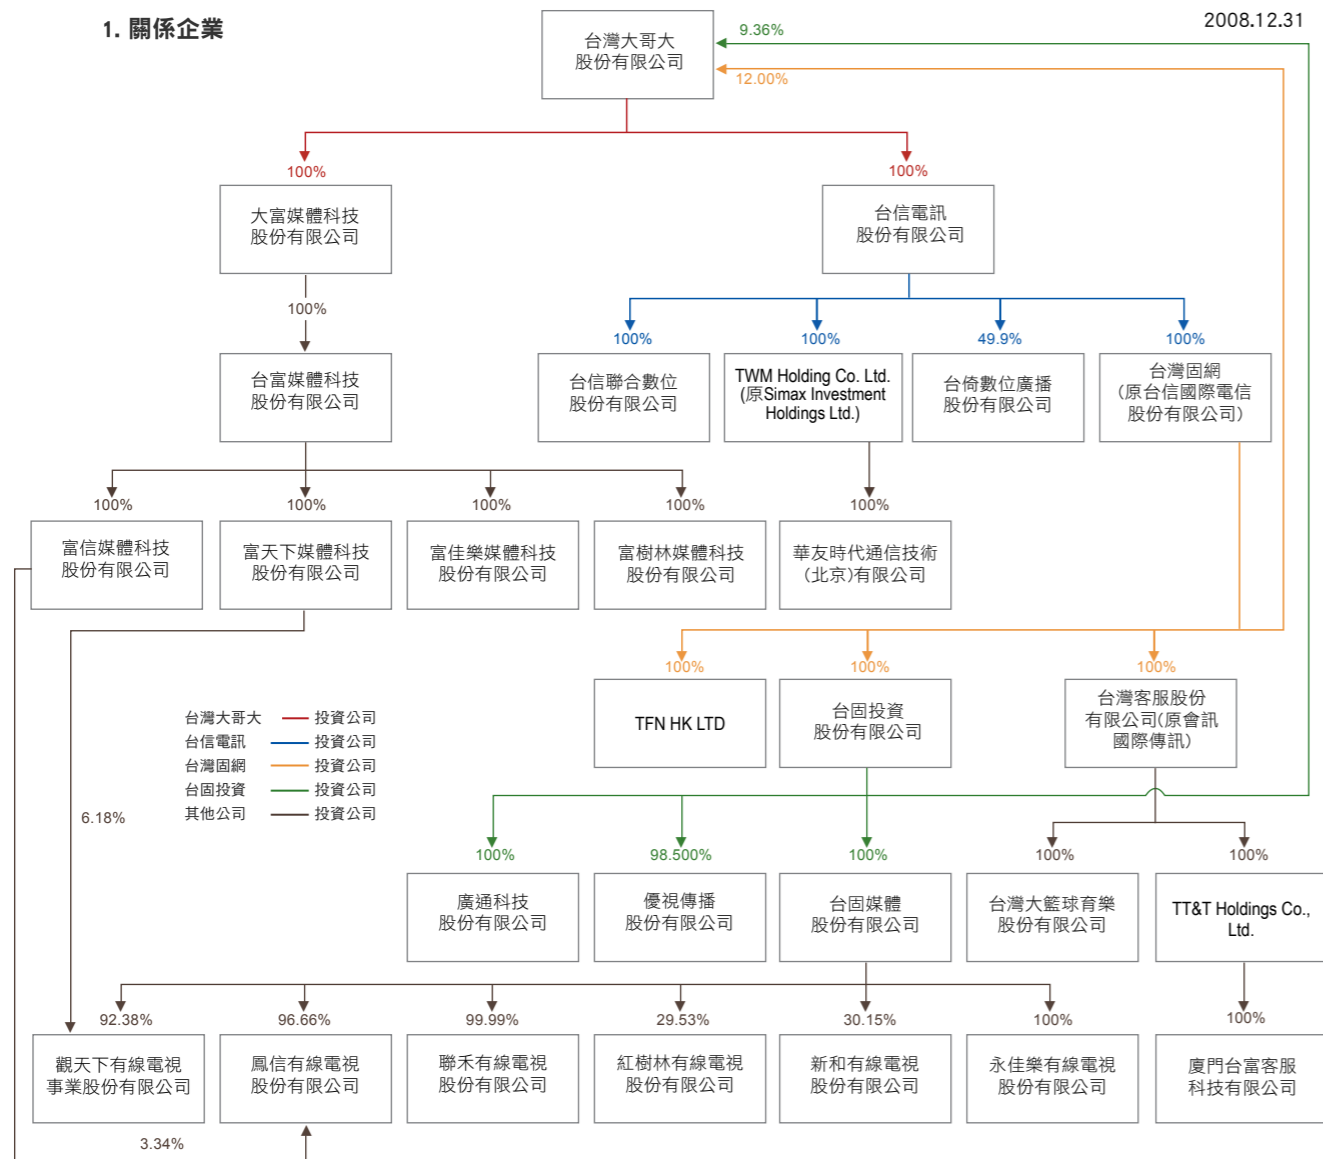 1. 關係企業
2008.12.31
台灣大哥大
股份有限公司
9.36%
12.00%
100%
100%
大富媒體科技
股份有限公司
台信電訊
股份有限公司
100%
100%
100%
49.9%
100%
台富媒體科技
股份有限公司
台信聯合數位
股份有限公司
TWM Holding Co. Ltd.
(原Simax Investment
Holdings Ltd.)
台倚數位廣播
股份有限公司
台灣固網
(原台信國際電信
股份有限公司)
100%
100%
100%
100%
100%
富信媒體科技
股份有限公司
富天下媒體科技
股份有限公司
富佳樂媒體科技
股份有限公司
富樹林媒體科技
股份有限公司
華友時代通信技術
(北京)有限公司
100%
100%
100%
TFN HK LTD
台固投資
股份有限公司
台灣客服股份
有限公司(原會訊
國際傳訊)
台灣大哥大 投資公司
台信電訊 投資公司
台灣固網 投資公司
台固投資 投資公司
其他公司 投資公司
6.18%
100%
98.500%
100%
100%
100%
廣通科技
股份有限公司
優視傳播
股份有限公司
台固媒體
股份有限公司
台灣大籃球育樂
股份有限公司
TT&T Holdings Co.,
Ltd.
92.38%
96.66%
99.99%
29.53%
30.15%
100%
100%
觀天下有線電視
事業股份有限公司
鳳信有線電視
股份有限公司
聯禾有線電視
股份有限公司
紅樹林有線電視
股份有限公司
新和有線電視
股份有限公司
永佳樂有線電視
股份有限公司
廈門台富客服
科技有限公司
3.34%